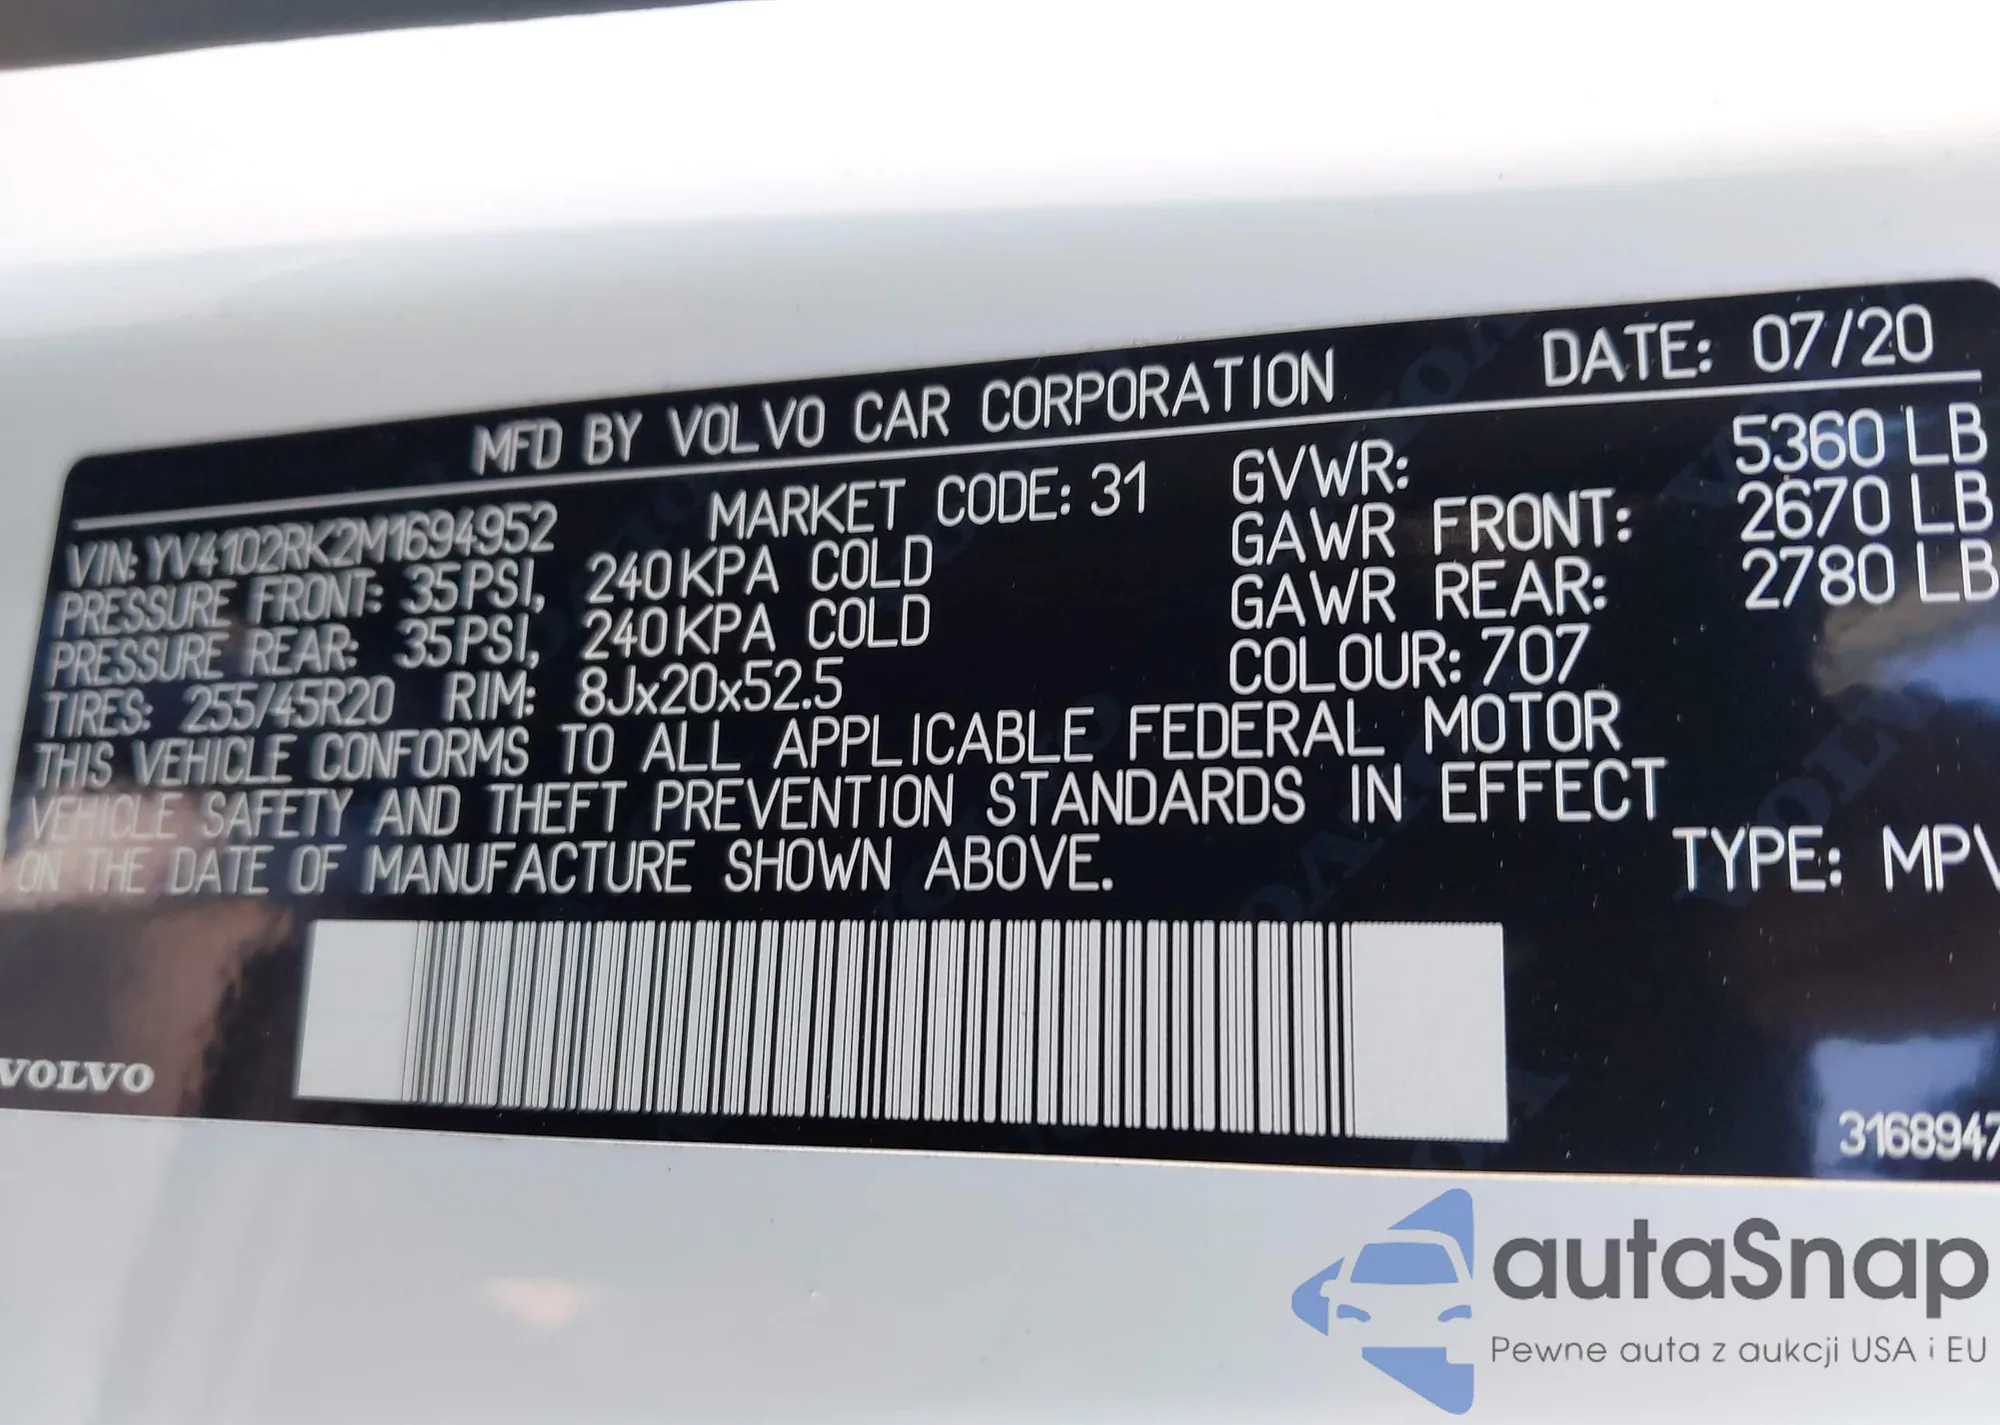 MFD BY VOLVO CAR CORPORATION DATE: 07/20
VIN: YV41D2RK2M1694952 MARKET CODE: 31 GVWR: 5360 LB
PRESSURE FRONT: 35PSI, 240KPA COLD GAWR FRONT: 2670 LB
PRESSURE REAR: 35PSI, 240KPA COLD GAWR REAR: 2780 LB
TIRES: 255/45R20 RIM: 8Jx20x52.5 COLOUR: 707
THIS VEHICLE CONFORMS TO ALL APPLICABLE FEDERAL MOTOR
VEHICLE SAFETY AND THEFT PREVENTION STANDARDS IN EFFECT
ON THE DATE OF MANUFACTURE SHOWN ABOVE. TYPE: MPV
VOLVO
3168947
autaSnap
Pewne auta z aukcji USA i EU